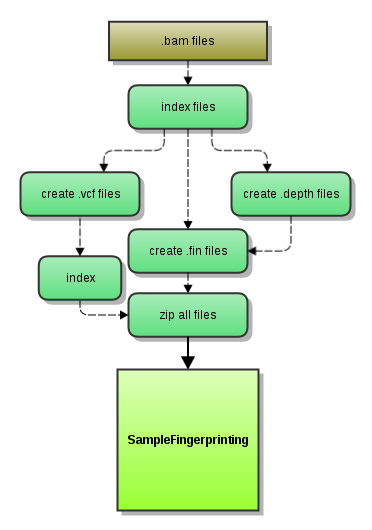 .bam files
index files
create .vcf files
create .depth files
create .fin files
index
zip all files
SampleFingerprinting